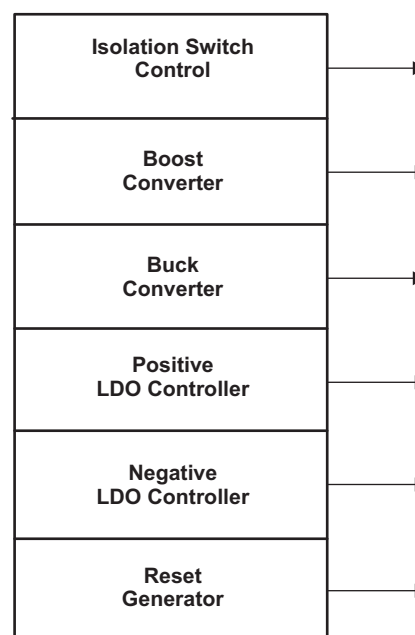 Isolation Switch
Control
Boost
Converter
Buck
Converter
Positive
LDO Controller
Negative
LDO Controller
Reset
Generator